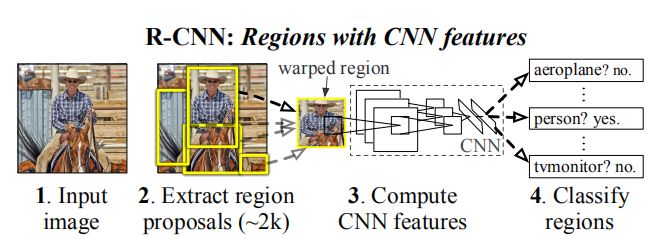 R-CNN: Regions with CNN features
warped region
aeroplane? no.
⋮
person? yes.
⋮
tvmonitor? no.
CNN
1. Input
image
2. Extract region
proposals (~2k)
3. Compute
CNN features
4. Classify
regions